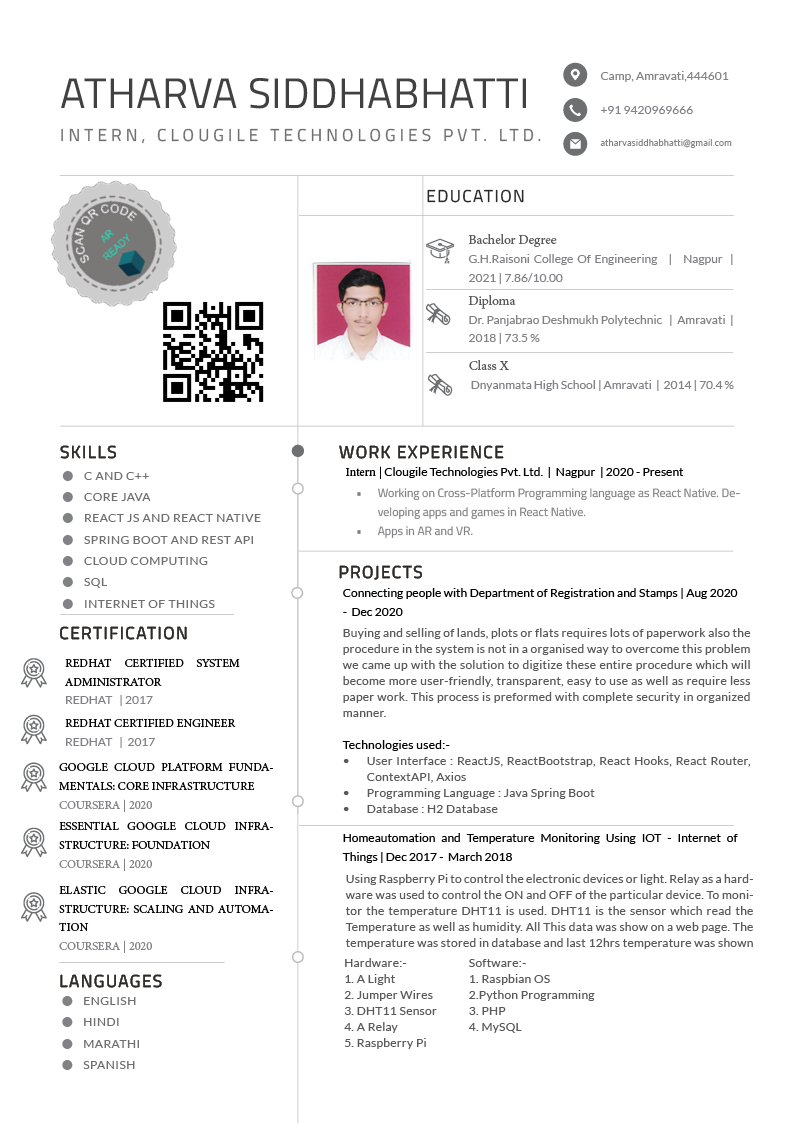 ATHARVA SIDDHABHATTI
INTERN, CLOUGILE TECHNOLOGIES PVT. LTD.
Camp, Amravati,444601
+91 9420969666
atharvasiddhabhatti@gmail.com
SCAN QR CODE
AR
READY
EDUCATION
Bachelor Degree
G.H.Raisoni College Of Engineering | Nagpur |
2021 | 7.86/10.00
Diploma
Dr. Panjabrao Deshmukh Polytechnic | Amravati |
2018 | 73.5 %
Class X
Dnyanmata High School | Amravati | 2014 | 70.4 %
SKILLS
C AND C++
CORE JAVA
REACT JS AND REACT NATIVE
SPRING BOOT AND REST API
CLOUD COMPUTING
SQL
INTERNET OF THINGS
CERTIFICATION
REDHAT CERTIFIED SYSTEM
ADMINISTRATOR
REDHAT | 2017
REDHAT CERTIFIED ENGINEER
REDHAT | 2017
GOOGLE CLOUD PLATFORM FUNDA-
MENTALS: CORE INFRASTRUCTURE
COURSERA | 2020
ESSENTIAL GOOGLE CLOUD INFRA-
STRUCTURE: FOUNDATION
COURSERA | 2020
ELASTIC GOOGLE CLOUD INFRA-
STRUCTURE: SCALING AND AUTOMA-
TION
COURSERA | 2020
LANGUAGES
ENGLISH
HINDI
MARATHI
SPANISH
WORK EXPERIENCE
Intern | Clougile Technologies Pvt. Ltd. | Nagpur | 2020 - Present
• Working on Cross-Platform Programming language as React Native. De-
veloping apps and games in React Native.
• Apps in AR and VR.
PROJECTS
Connecting people with Department of Registration and Stamps | Aug 2020
- Dec 2020
Buying and selling of lands, plots or flats requires lots of paperwork also the
procedure in the system is not in a organised way to overcome this problem
we came up with the solution to digitize these entire procedure which will
become more user-friendly, transparent, easy to use as well as require less
paper work. This process is preformed with complete security in organized
manner.
Technologies used:-
• User Interface : ReactJS, ReactBootstrap, React Hooks, React Router,
ContextAPI, Axios
• Programming Language : Java Spring Boot
• Database : H2 Database
Homeautomation and Temperature Monitoring Using IOT - Internet of
Things | Dec 2017 - March 2018
Using Raspberry Pi to control the electronic devices or light. Relay as a hard-
ware was used to control the ON and OFF of the particular device. To moni-
tor the temperature DHT11 is used. DHT11 is the sensor which read the
Temperature as well as humidity. All This data was show on a web page. The
temperature was stored in database and last 12hrs temperature was shown
Hardware:-
1. A Light
2. Jumper Wires
3. DHT11 Sensor
4. A Relay
5. Raspberry Pi
Software:-
1. Raspbian OS
2.Python Programming
3. PHP
4. MySQL